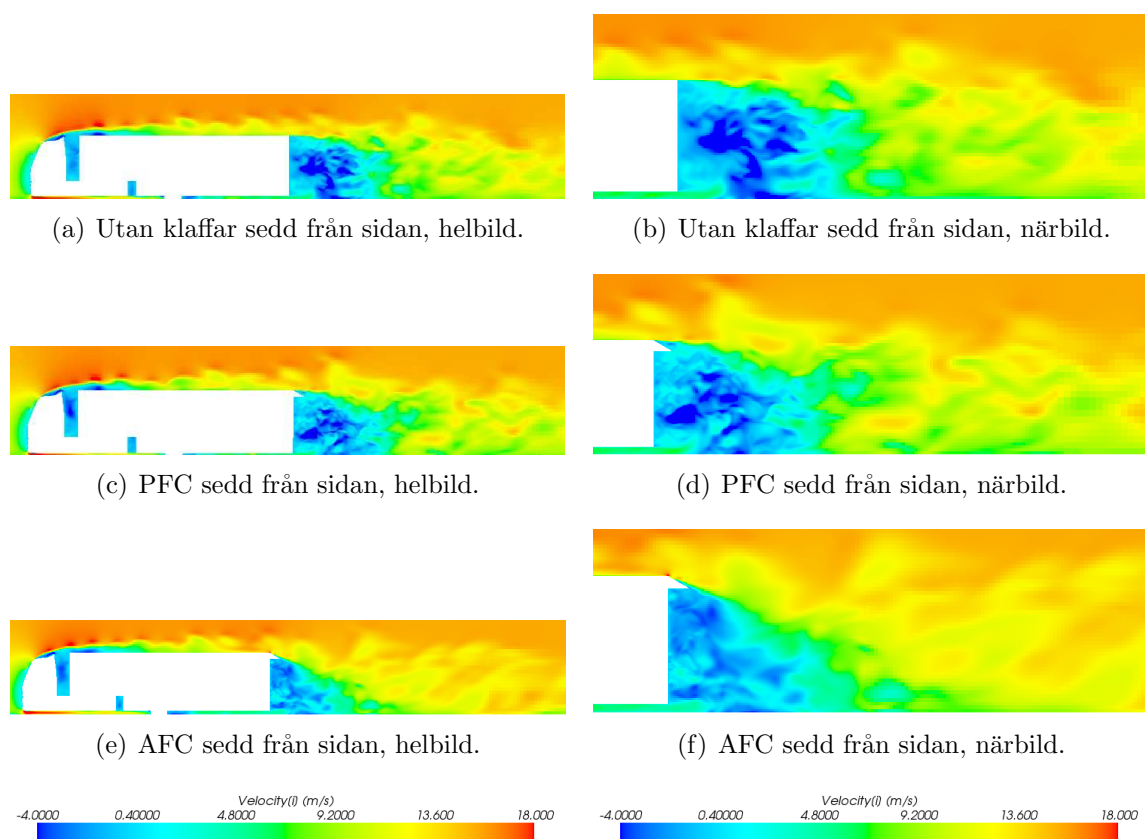 (a) Utan klaffar sedd från sidan, helbild.
(b) Utan klaffar sedd från sidan, närbild.
(c) PFC sedd från sidan, helbild.
(d) PFC sedd från sidan, närbild.
(e) AFC sedd från sidan, helbild.
(f) AFC sedd från sidan, närbild.
Velocity[i] (m/s)
-4.0000 0.40000 4.8000 9.2000 13.600 18.000
Velocity[i] (m/s)
-4.0000 0.40000 4.8000 9.2000 13.600 18.000